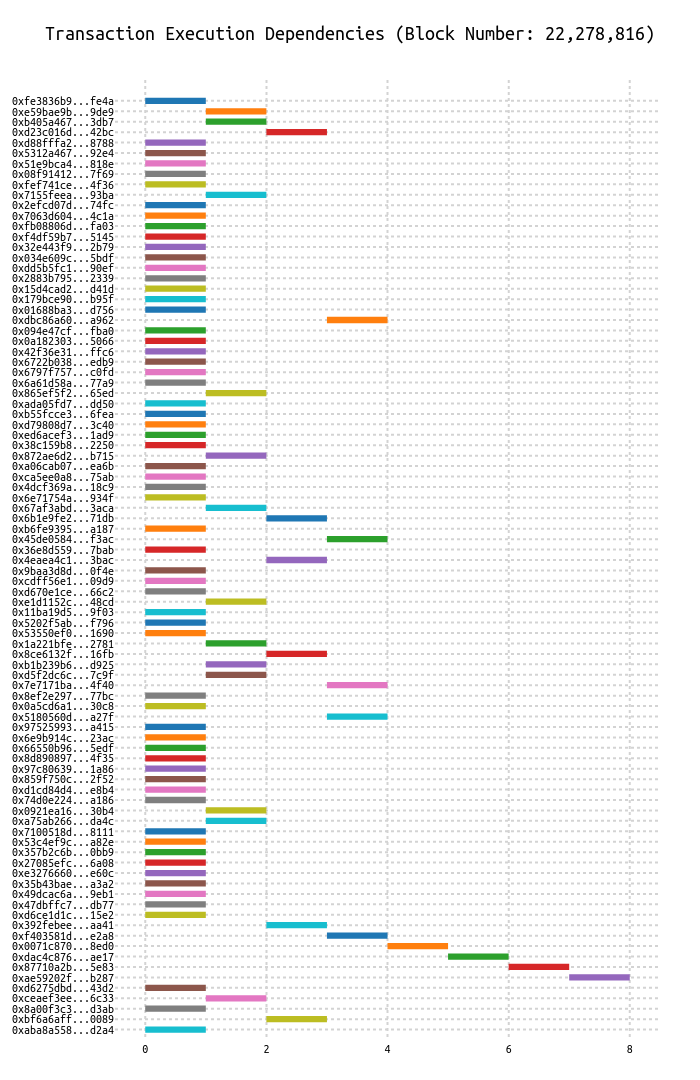 Transaction Execution Dependencies (Block Number: 22,278,816)
0xfe3836b9...fe4a
0xe59bae9b...9de9
0xb405a467...3db7
0xd23c016d...42bc
0xd88fffa2...8788
0x5312a467...92e4
0x51e9bca4...818e
0x08f91412...7f69
0xfef741ce...4f36
0x7155feea...93ba
0x2efcd07d...74fc
0x7063d604...4c1a
0xfb08806d...fa03
0xf4df59b7...5145
0x32e443f9...2b79
0x034e609c...5bdf
0xdd5b5fc1...90ef
0x2883b795...2339
0x15d4cad2...d41d
0x179bce90...b95f
0x01688ba3...d756
0xdbc86a60...a962
0x094e47cf...fba0
0x0a182303...5066
0x42f36e31...ffc6
0x6722b038...edb9
0x6797f757...c0fd
0x6a61d58a...77a9
0x865ef5f2...65ed
0xada05fd7...dd50
0xb55fcce3...6fea
0xd79808d7...3c40
0xed6acef3...1ad9
0x38c159b8...2250
0x872ae6d2...b715
0xa06cab07...ea6b
0xca5ee0a8...75ab
0x4dcf369a...18c9
0x6e71754a...934f
0x67af3abd...3aca
0x6b1e9fe2...71db
0xb6fe9395...a187
0x45de0584...f3ac
0x36e8d559...7bab
0x4eaea4c1...3bac
0x9baa3d8d...0f4e
0xcdff56e1...09d9
0xd670e1ce...66c2
0xe1d1152c...48cd
0x11ba19d5...9f03
0x5202f5ab...f796
0x53550ef0...1690
0x1a221bfe...2781
0x8ce6132f...16fb
0xb1b239b6...d925
0xd5f2dc6c...7c9f
0x7e7171ba...4f40
0x8ef2e297...77bc
0x0a5cd6a1...30c8
0x5180560d...a27f
0x97525993...a415
0x6e9b914c...23ac
0x66550b96...5edf
0x8d890897...4f35
0x97c80639...1a86
0x859f750c...2f52
0xd1cd84d4...e8b4
0x74d0e224...a186
0x0921ea16...30b4
0xa75ab266...da4c
0x7100518d...8111
0x53c4ef9c...a82e
0x357b2c6b...0bb9
0x27085efc...6a08
0xe3276660...e60c
0x35b43bae...a3a2
0x49dcac6a...9eb1
0x47dbffc7...db77
0xd6ce1d1c...15e2
0x392febee...aa41
0xf403581d...e2a8
0x0071c870...8ed0
0xdac4c876...ae17
0x87710a2b...5e83
0xae59202f...b287
0xd6275dbd...43d2
0xceaef3ee...6c33
0x8a00f3c3...d3ab
0xbf6a6aff...0089
0xaba8a558...d2a4
0 2 4 6 8